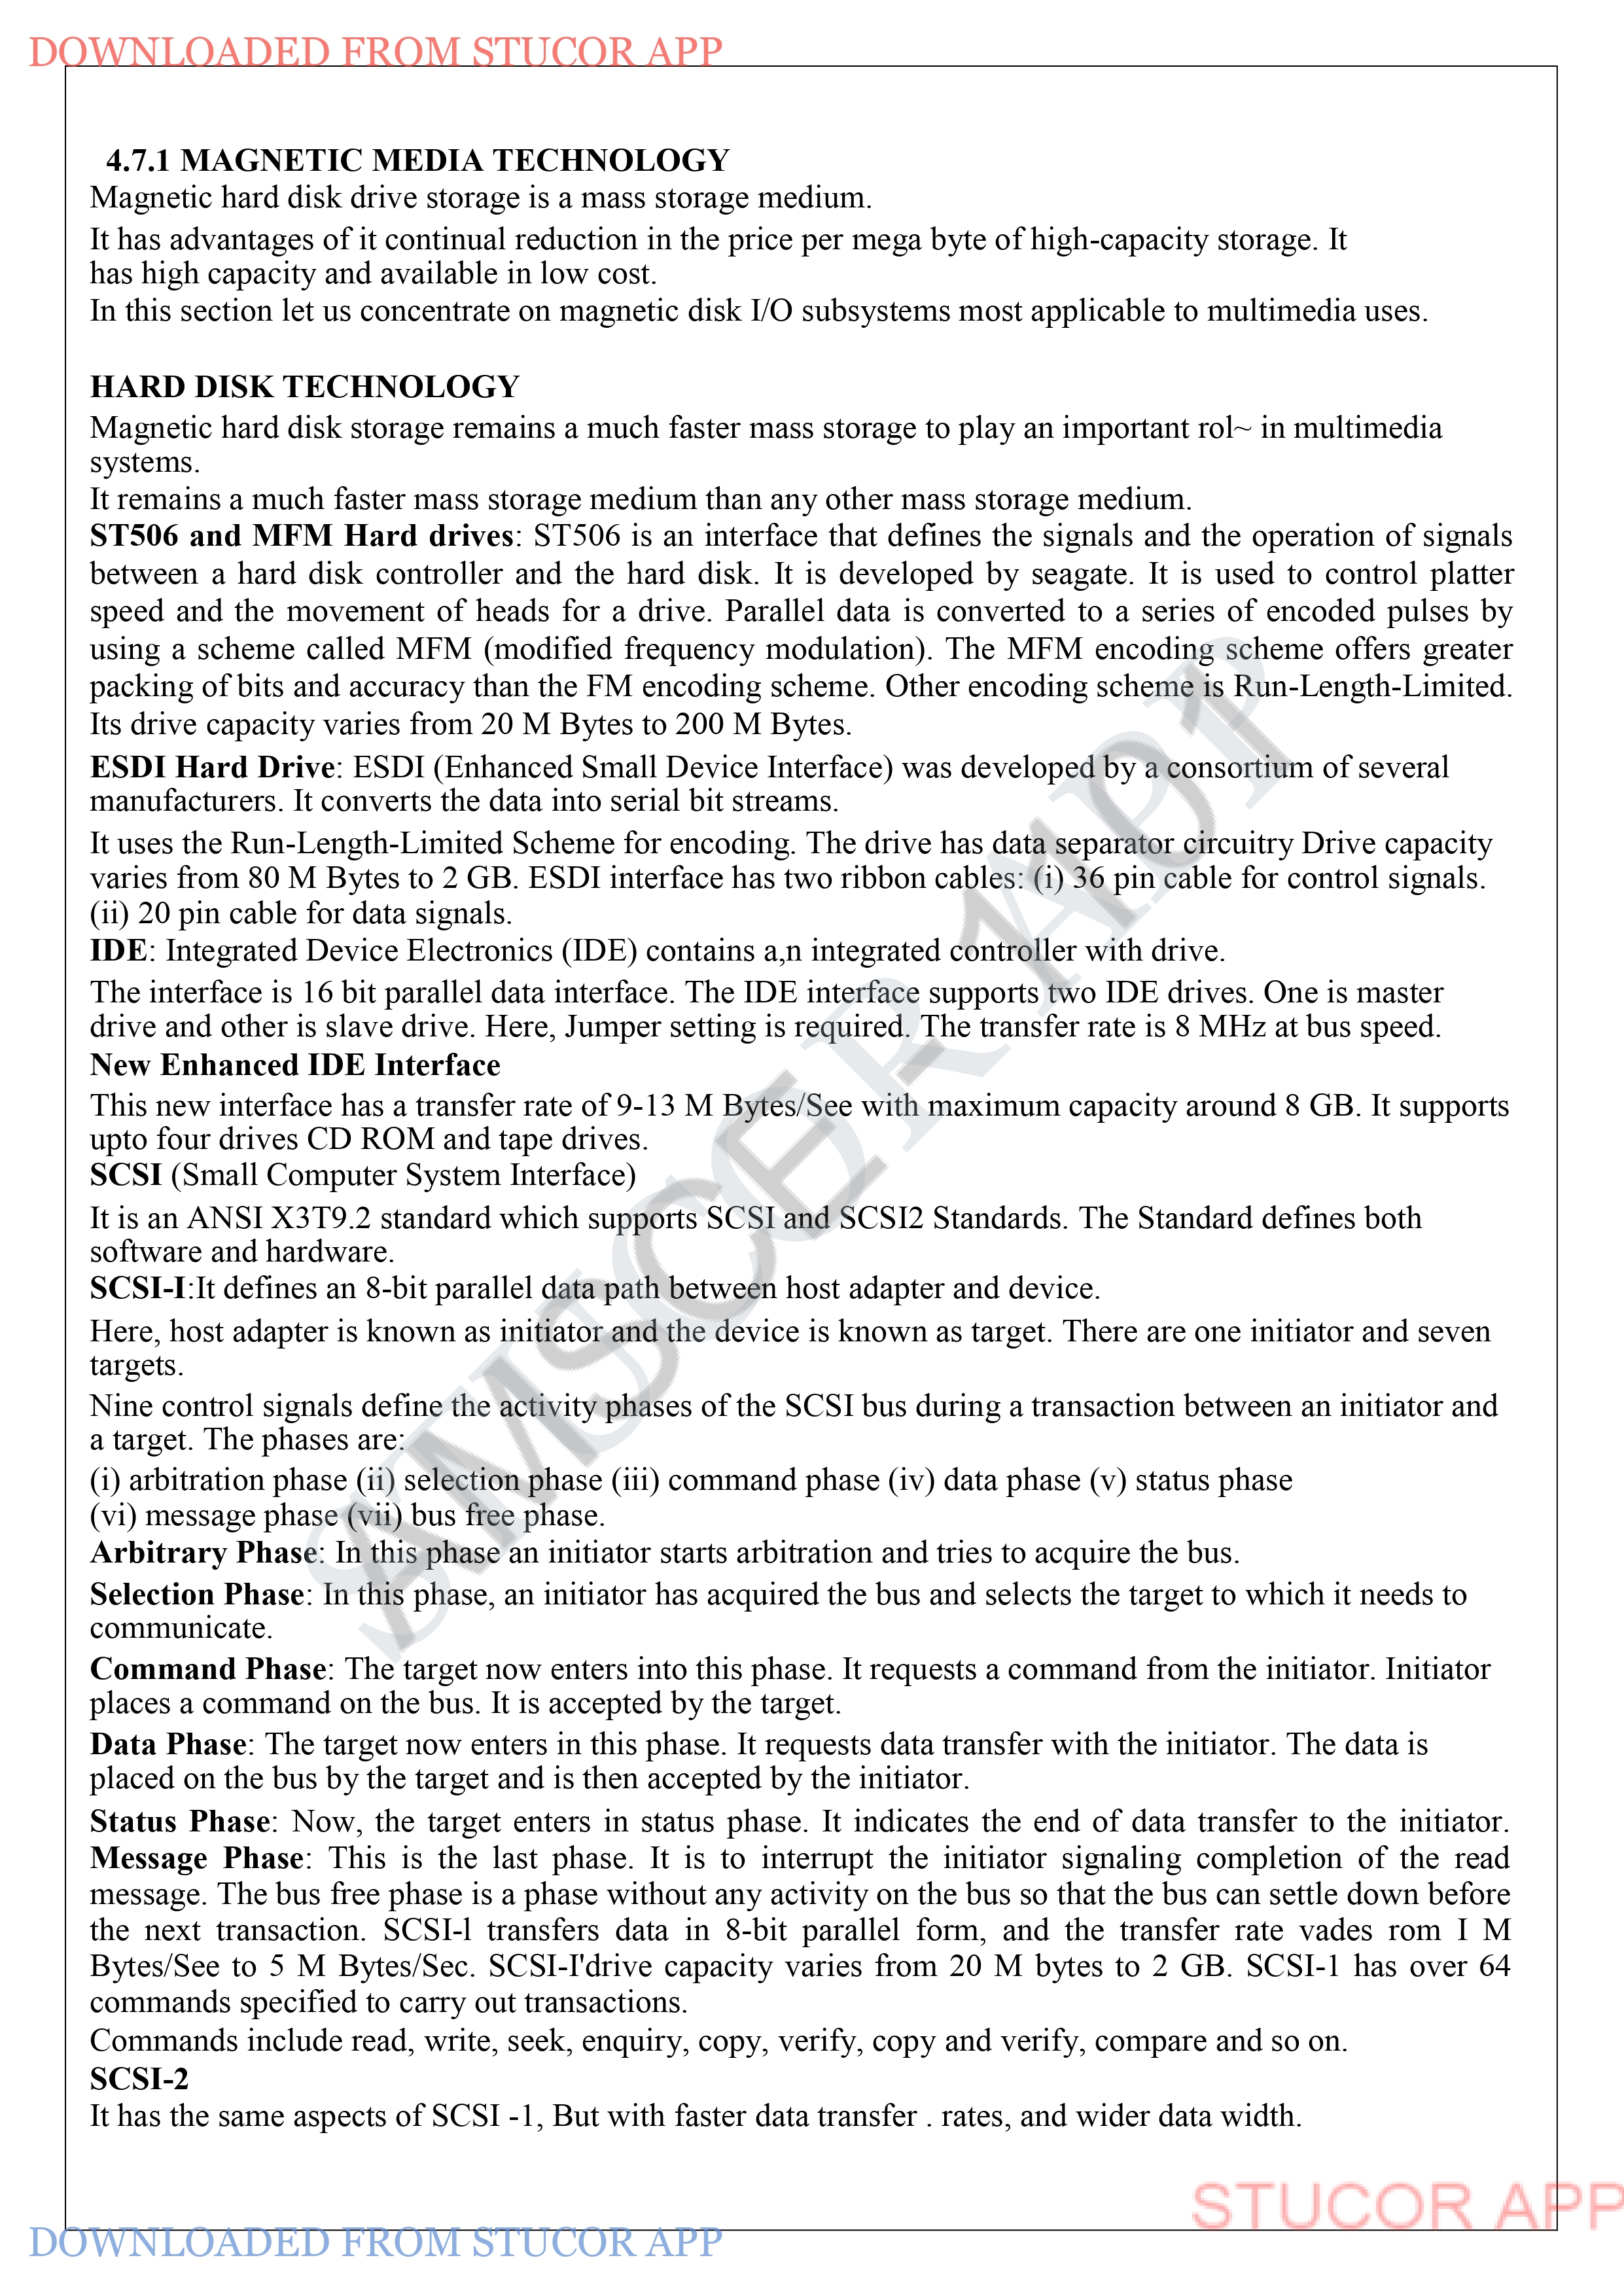 DOWNLOADED FROM STUCOR APP
4.7.1 MAGNETIC MEDIA TECHNOLOGY
Magnetic hard disk drive storage is a mass storage medium.
It has advantages of it continual reduction in the price per mega byte of high-capacity storage. It
has high capacity and available in low cost.
In this section let us concentrate on magnetic disk I/O subsystems most applicable to multimedia uses.
HARD DISK TECHNOLOGY
Magnetic hard disk storage remains a much faster mass storage to play an important rol~ in multimedia
systems.
It remains a much faster mass storage medium than any other mass storage medium.
ST506 and MFM Hard drives: ST506 is an interface that defines the signals and the operation of signals
between a hard disk controller and the hard disk. It is developed by seagate. It is used to control platter
speed and the movement of heads for a drive. Parallel data is converted to a series of encoded pulses by
using a scheme called MFM (modified frequency modulation). The MFM encoding scheme offers greater
packing of bits and accuracy than the FM encoding scheme. Other encoding scheme is Run-Length-Limited.
Its drive capacity varies from 20 M Bytes to 200 M Bytes.
ESDI Hard Drive: ESDI (Enhanced Small Device Interface) was developed by a consortium of several
manufacturers. It converts the data into serial bit streams.
It uses the Run-Length-Limited Scheme for encoding. The drive has data separator circuitry Drive capacity
varies from 80 M Bytes to 2 GB. ESDI interface has two ribbon cables: (i) 36 pin cable for control signals.
(ii) 20 pin cable for data signals.
IDE: Integrated Device Electronics (IDE) contains a,n integrated controller with drive.
The interface is 16 bit parallel data interface. The IDE interface supports two IDE drives. One is master
drive and other is slave drive. Here, Jumper setting is required. The transfer rate is 8 MHz at bus speed.
New Enhanced IDE Interface
This new interface has a transfer rate of 9-13 M Bytes/See with maximum capacity around 8 GB. It supports
upto four drives CD ROM and tape drives.
SCSI (Small Computer System Interface)
It is an ANSI X3T9.2 standard which supports SCSI and SCSI2 Standards. The Standard defines both
software and hardware.
SCSI-I:It defines an 8-bit parallel data path between host adapter and device.
Here, host adapter is known as initiator and the device is known as target. There are one initiator and seven
targets.
Nine control signals define the activity phases of the SCSI bus during a transaction between an initiator and
a target. The phases are:
(i) arbitration phase (ii) selection phase (iii) command phase (iv) data phase (v) status phase
(vi) message phase (vii) bus free phase.
Arbitrary Phase: In this phase an initiator starts arbitration and tries to acquire the bus.
Selection Phase: In this phase, an initiator has acquired the bus and selects the target to which it needs to
communicate.
Command Phase: The target now enters into this phase. It requests a command from the initiator. Initiator
places a command on the bus. It is accepted by the target.
Data Phase: The target now enters in this phase. It requests data transfer with the initiator. The data is
placed on the bus by the target and is then accepted by the initiator.
Status Phase: Now, the target enters in status phase. It indicates the end of data transfer to the initiator.
Message Phase: This is the last phase. It is to interrupt the initiator signaling completion of the read
message. The bus free phase is a phase without any activity on the bus so that the bus can settle down before
the next transaction. SCSI-l transfers data in 8-bit parallel form, and the transfer rate vades rom I M
Bytes/See to 5 M Bytes/Sec. SCSI-I'drive capacity varies from 20 M bytes to 2 GB. SCSI-1 has over 64
commands specified to carry out transactions.
Commands include read, write, seek, enquiry, copy, verify, copy and verify, compare and so on.
SCSI-2
It has the same aspects of SCSI -1, But with faster data transfer . rates, and wider data width.
AMSCE - 1101
STUCOR APP
STUCOR APP
DOWNLOADED FROM STUCOR APP